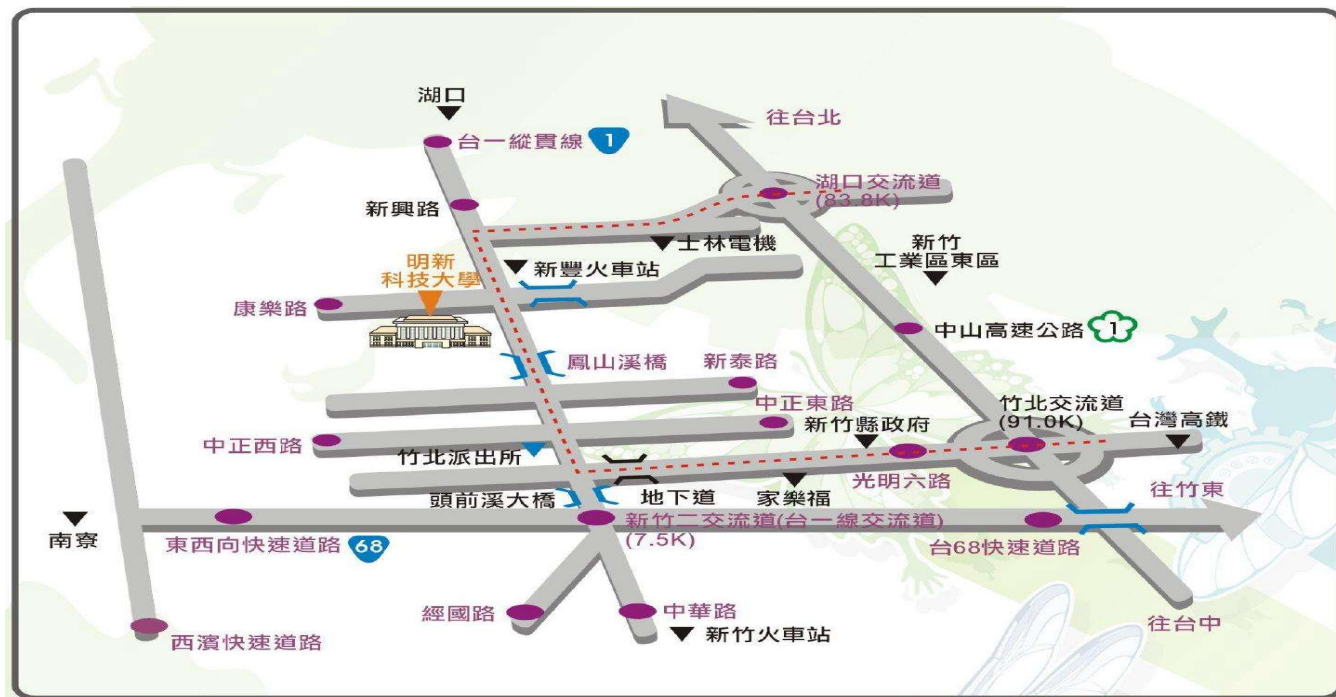 湖口
往台北
台一縱貫線 1
湖口交流道
(83.8K)
新興路
士林電機
新竹
工業區東區
明新
科技大學
新豐火車站
康樂路
中山高速公路 1
鳳山溪橋
新泰路
中正東路
竹北交流道
(91.0K)
台灣高鐵
新竹縣政府
中正西路
竹北派出所
光明六路
頭前溪大橋
地下道
家樂福
往竹東
新竹二交流道(台一線交流道)
(7.5K)
南寮
東西向快速道路 68
台68快速道路
經國路
中華路
往台中
新竹火車站
西濱快速道路